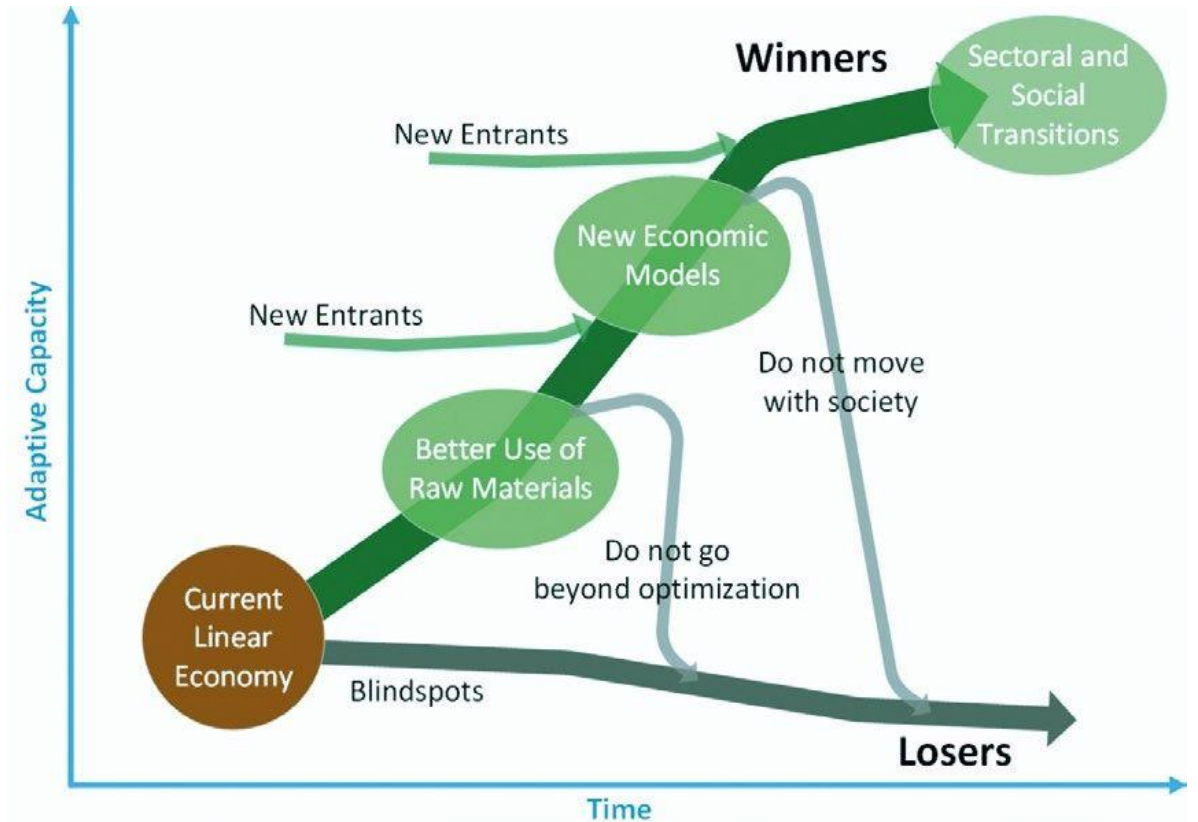 Winners
Sectoral and
Social
Transitions
New Entrants
New Economic
Models
New Entrants
Do not move
with society
Better Use of
Raw Materials
Do not go
beyond optimization
Current
Linear
Economy
Blindspots
Losers
Adaptive Capacity
Time